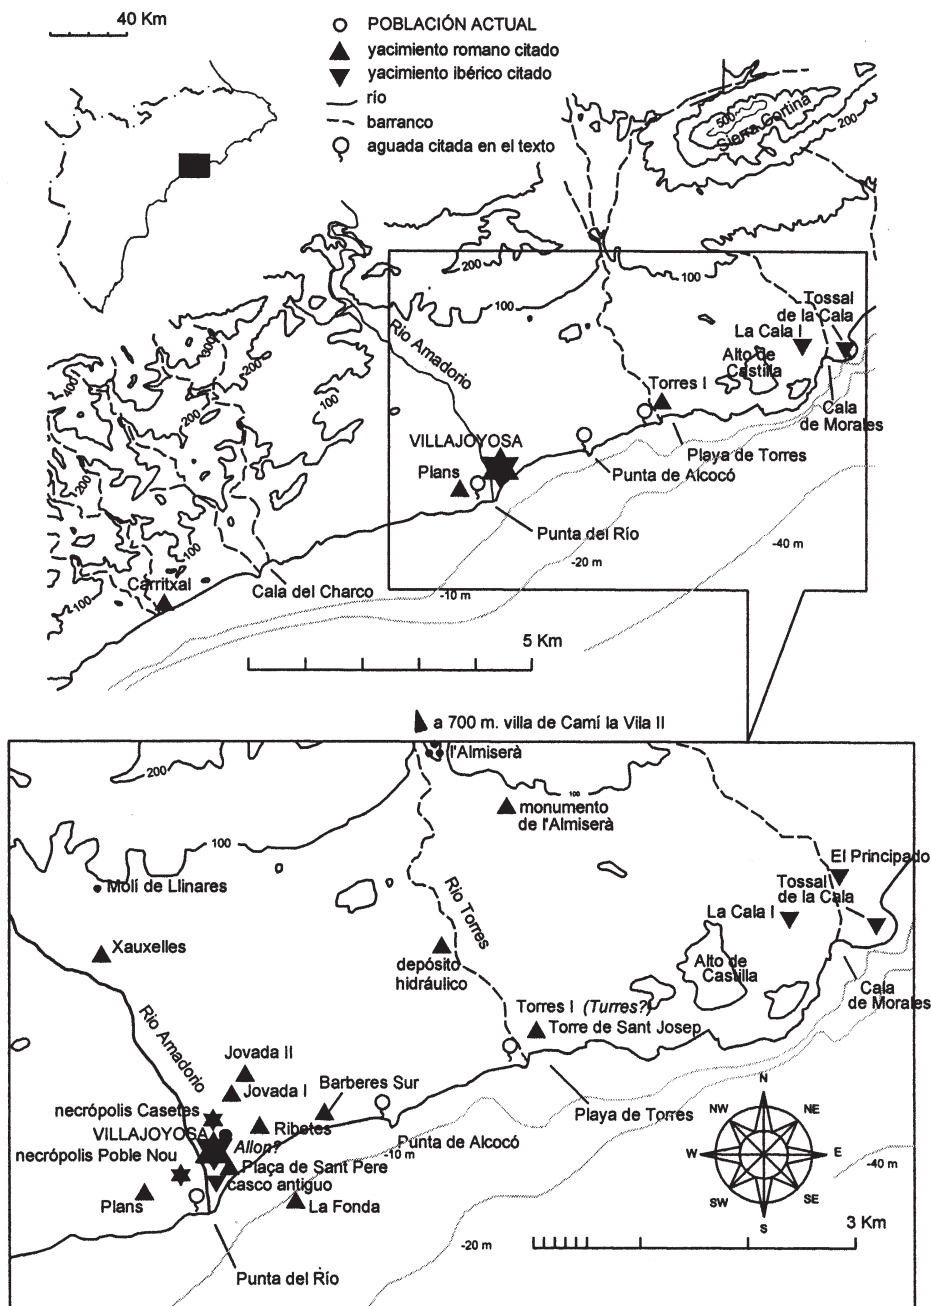 40 Km
POBLACIÓN ACTUAL
yacimiento romano citado
yacimiento ibérico citado
río
barranco
aguada citada en el texto
500
Sierra Cortina
200
200
100
100
Tossal
de la Cala
La Cala I
Alto de
Castilla
Río Amadorio
300
200
400
200
100
200
100
100
Torres I
Cala
de Morales
VILLAJOYOSA
Plans
Playa de Torres
Punta de Alcocó
Punta del Río
-40 m
-20 m
-10 m
Carritxal
Cala del Charco
5 Km
a 700 m. villa de Camí la Vila II
l'Almiserà
200
100
monumento
de l'Almiserà
100
El Principado
Molí de Llinares
Tossal
de la Cala
La Cala I
Río Torres
Xauxelles
depósito
hidráulico
Alto de
Castilla
Cala
de Morales
Torres I (Turres?)
Torre de Sant Josep
Río Amadorio
Jovada II
Jovada I
Barberes Sur
necrópolis Casetes
Ribetes
Playa de Torres
VILLAJOYOSA
Allon?
Punta de Alcocó
necrópolis Poble Nou
Plaça de Sant Pere
-10 m
casco antiguo
Plans
La Fonda
N
NW
NE
W
E
SW
SE
S
-40 m
3 Km
-20 m
Punta del Río